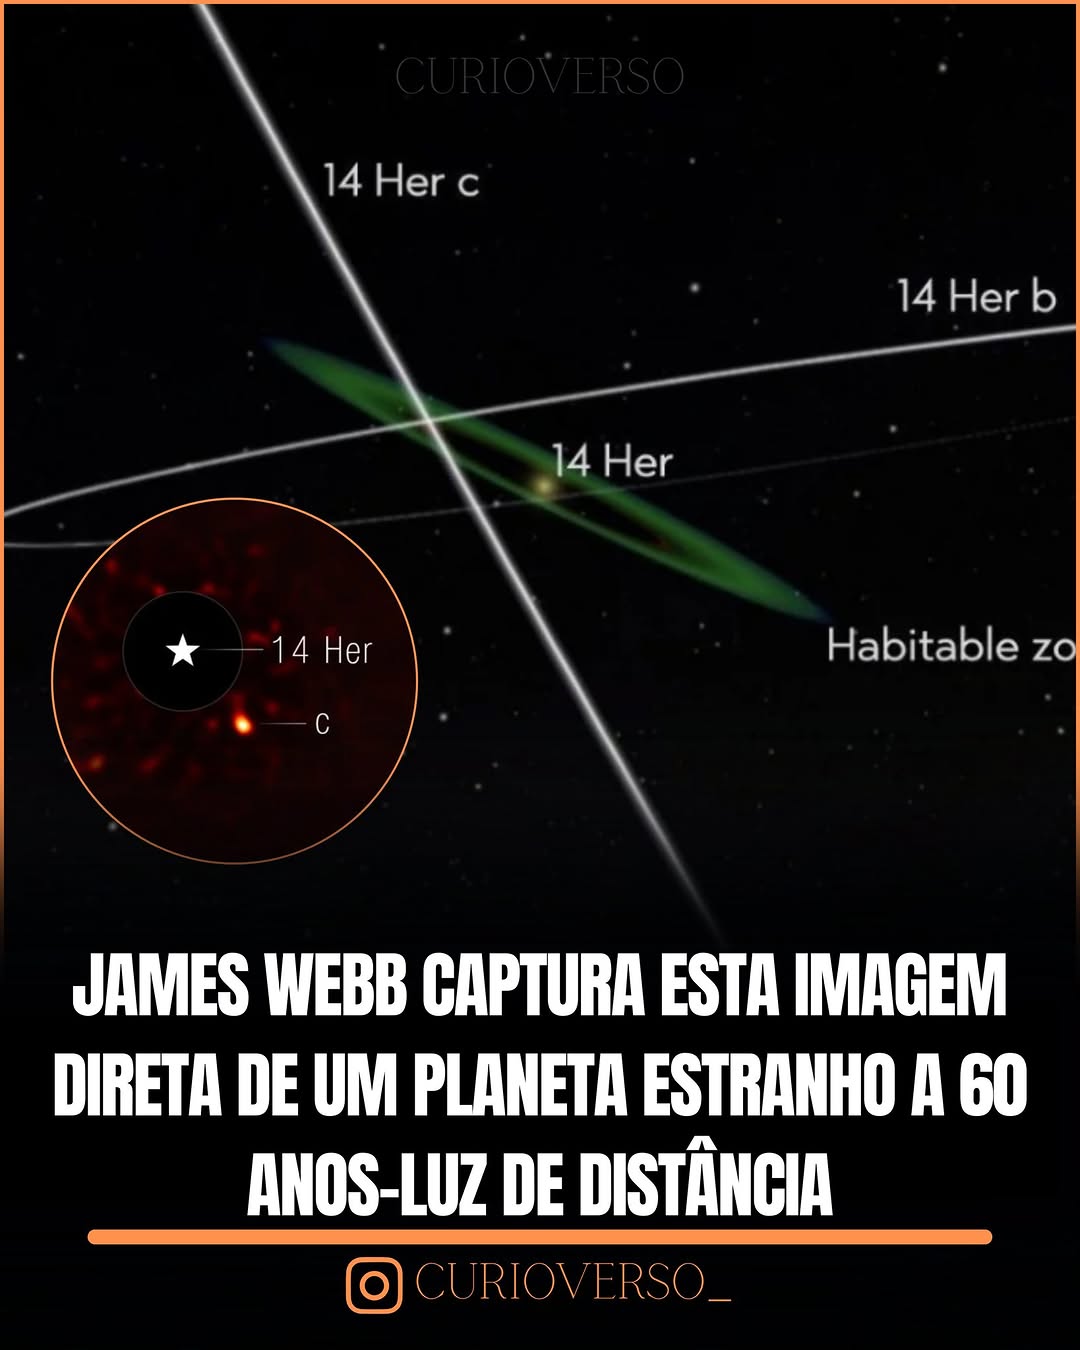 CURIOVERSO
14 Her c
14 Her b
14 Her
Habitable zo
14 Her
c
JAMES WEBB CAPTURA ESTA IMAGEM
DIRETA DE UM PLANETA ESTRANHO A 60
ANOS-LUZ DE DISTÂNCIA
CURIOVERSO_